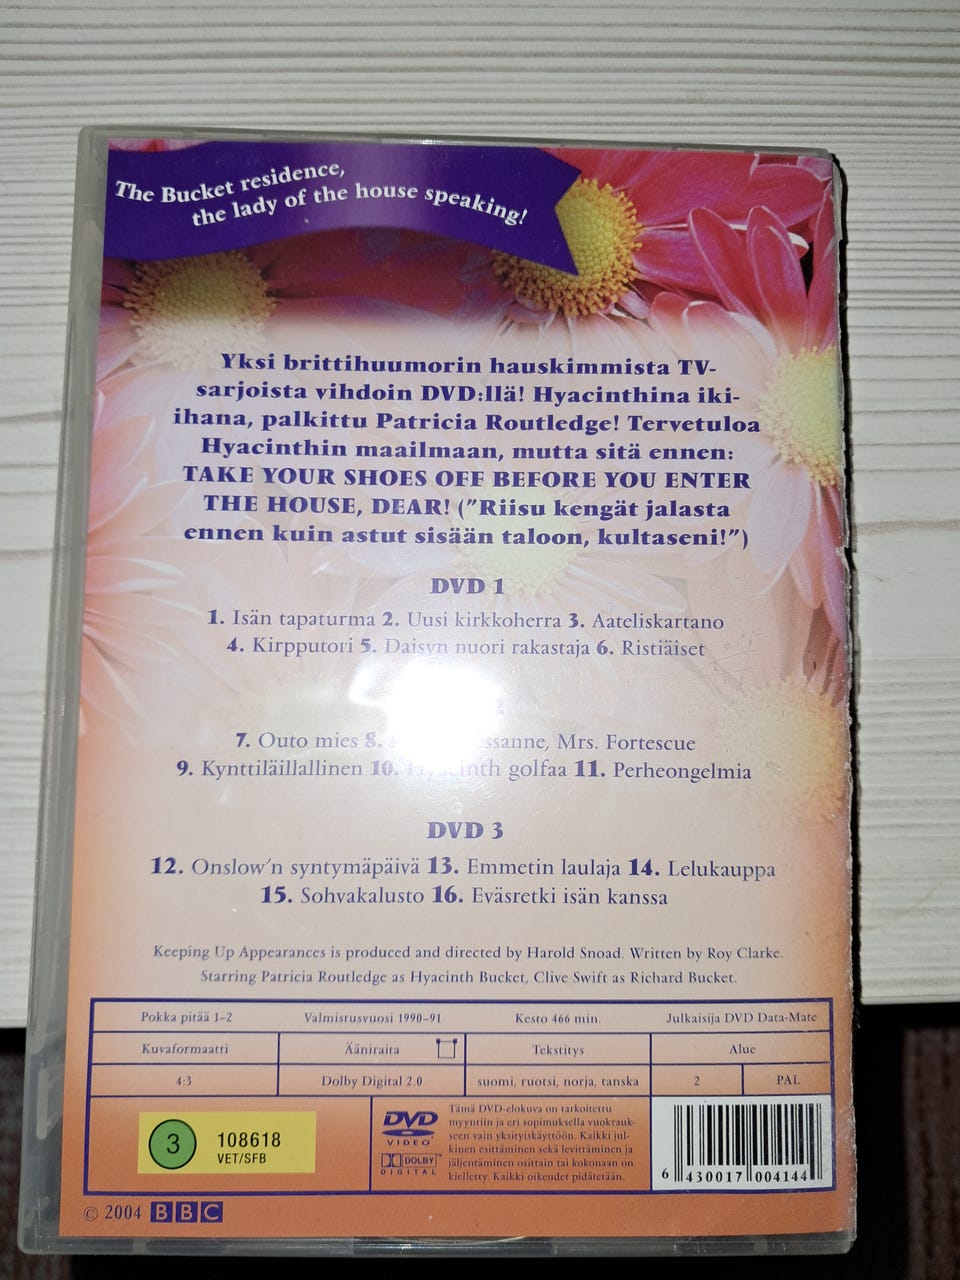 The Bucket residence,
the lady of the house speaking!
Yksi brittihuumorin hauskimmista TV-
sarjoista vihdoin DVD:llä! Hyacinthina iki-
ihana, palkittu Patricia Routledge! Tervetuloa
Hyacinthin maailmaan, mutta sitä ennen:
TAKE YOUR SHOES OFF BEFORE YOU ENTER
THE HOUSE, DEAR! ("Riisu kengät jalasta
ennen kuin astut sisään taloon, kultaseni!")
DVD 1
1. Isän tapaturma 2. Uusi kirkkoherra 3. Aateliskartano
4. Kirpputori 5. Daisyn nuori rakastaja 6. Ristiäiset
2
7. Outo mies 8. Mrs. Fortescue
9. Kynttiläillallinen 10. Hyacinth golfaa 11. Perheongelmia
DVD 3
12. Onslow'n syntymäpäivä 13. Emmetin laulaja 14. Lelukauppa
15. Sohvakalusto 16. Eväsretki isän kanssa
Keeping Up Appearances is produced and directed by Harold Snoad. Written by Roy Clarke.
Starring Patricia Routledge as Hyacinth Bucket, Clive Swift as Richard Bucket.
Pokka pitää 1-2 Valmistusvuosi 1990-91 Kesto 466 min. Julkaisija DVD Data-Mate
Kuvaformaatti Ääniraita Tekstitys Alue
4:3 Dolby Digital 2.0 suomi, ruotsi, norja, tanska 2 PAL
3 108618
VET/SFB
DVD
VIDEO
DOLBY
DIGITAL
Tämä DVD-elokuva on tarkoitettu
myyntiin ja eri sopimuksella vuokrauk-
seen vain yksityiskäyttöön. Kaikki jul-
kinen esittäminen sekä levittäminen ja
jäljentäminen osittain tai kokonaan on
kielletty. Kaikki oikeudet pidätetään.
6 430017 004144
© 2004 BBC